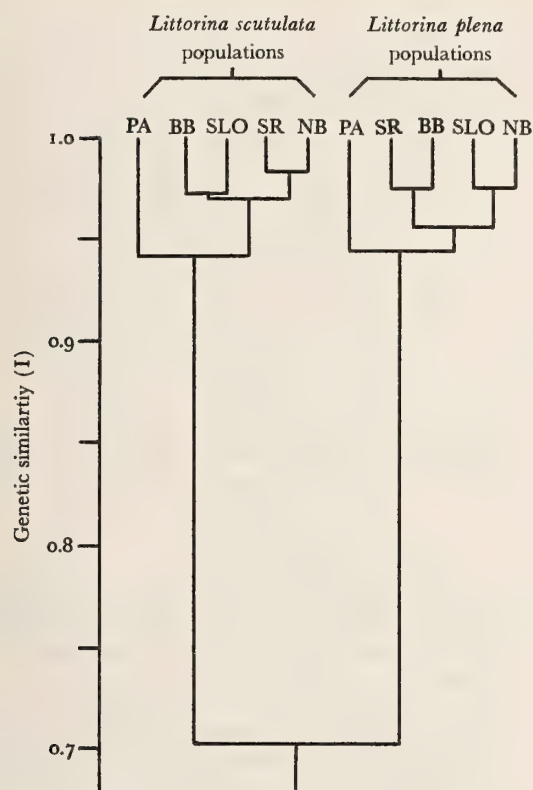 Littorina scutulata
populations
Littorina plena
populations
PA BB SLO SR NB
PA SR BB SLO NB
1.0
0.9
0.8
0.7
Genetic similartiy (I)